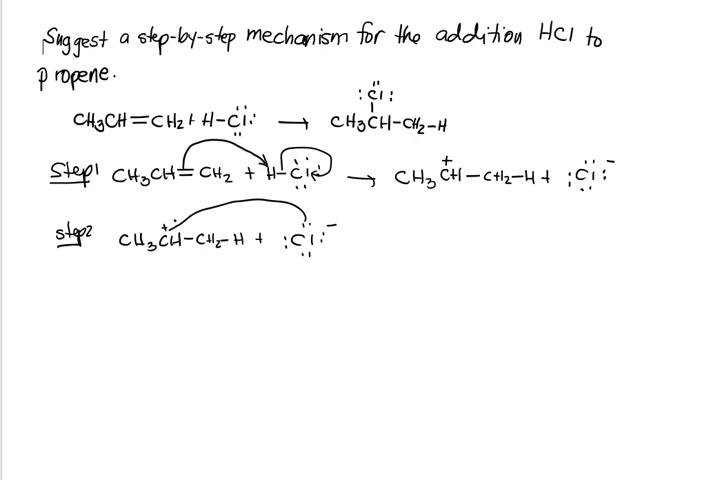 Suggest a step-by-step mechanism for the addition HCl to
propene.
:Cl:
CH3CH=CH2 + H-Cl: → CH3CH-CH2-H
Step1 CH3CH=CH2 + H-Cl: → CH3CH+-CH2-H + :Cl:-
step2 CH3CH+-CH2-H + :Cl:-